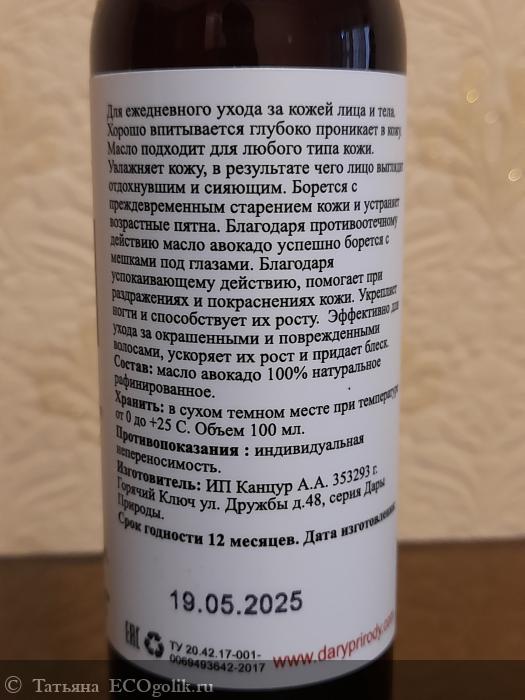 Для ежедневного ухода за кожей лица и тела.
Хорошо впитывается глубоко проникает в кожу.
Масло подходит для любого типа кожи.
Увлажняет кожу, в результате чего лицо выглядит
отдохнувшим и сияющим. Борется с
преждевременным старением кожи и устраняет
возрастные пятна. Благодаря противоотечному
действию масло авокадо успешно борется с
мешками под глазами. Благодаря
успокаивающему действию, помогает при
раздражениях и покраснениях кожи. Укрепляет
ногти и способствует их росту. Эффективно для
ухода за окрашенными и поврежденными
волосами, ускоряет их рост и придает блеск.
Состав: масло авокадо 100% натуральное
рафинированное.
Хранить: в сухом темном месте при температуре
от 0 до +25 С. Объем 100 мл.
Противопоказания : индивидуальная
непереносимость.
Изготовитель: ИП Канцур А.А. 353293 г.
Горячий Ключ ул. Дружбы д.48, серия Дары
Природы.
Срок годности 12 месяцев. Дата изготовления
19.05.2025
EAC
ТУ 20.42.17-001-
0069493642-2017
www.daryprirody.com
Татьяна ECOgolik.ru